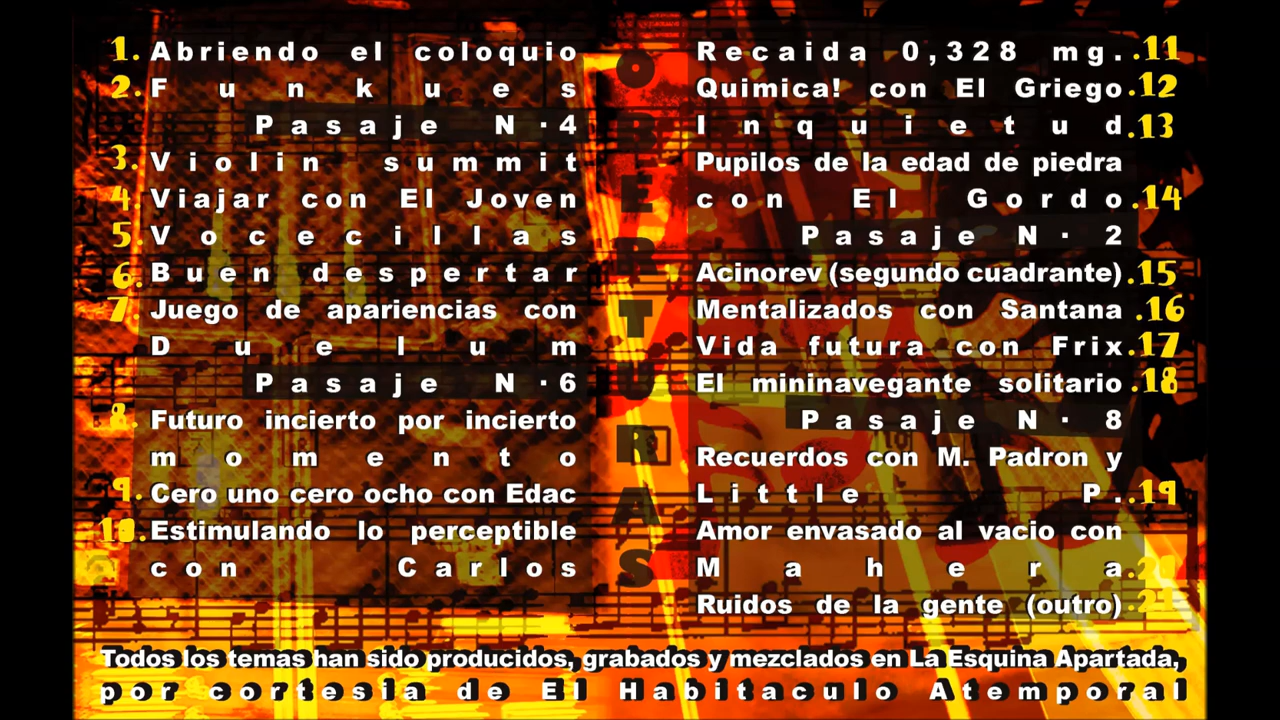 1. Abriendo el coloquio
2. Funkues
Pasaje N·4
3. Violin summit
4. Viajar con El Joven
5. Vocecillas
6. Buen despertar
7. Juego de apariencias con
Duelum
Pasaje N·6
8. Futuro incierto por incierto
momento
9. Cero uno cero ocho con Edac
10. Estimulando lo perceptible
con Carlos
OBERTURAS
Recaida 0,328 mg. .11
Quimica! con El Griego .12
Inquietud .13
Pupilos de la edad de piedra
con El Gordo .14
Pasaje N· 2
Acinorev (segundo cuadrante) .15
Mentalizados con Santana .16
Vida futura con Frix .17
El mininavegante solitario .18
Pasaje N· 8
Recuerdos con M. Padron y
Little P. .19
Amor envasado al vacio con
Mahera .20
Ruidos de la gente (outro) .21
Todos los temas han sido producidos, grabados y mezclados en La Esquina Apartada,
por cortesia de El Habitaculo Atemporal